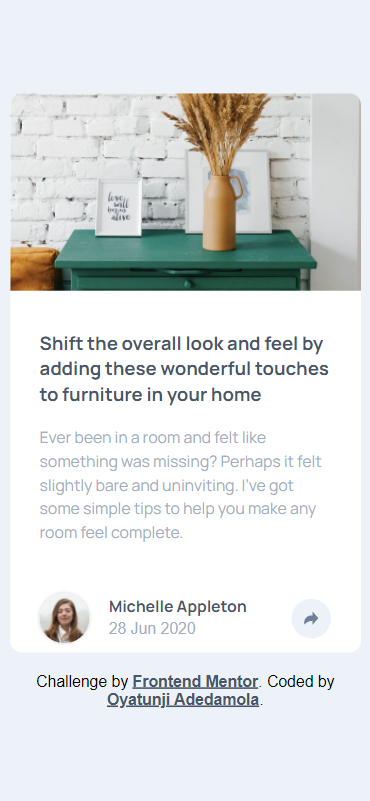 love
will
begin
alive
Shift the overall look and feel by
adding these wonderful touches
to furniture in your home
Ever been in a room and felt like
something was missing? Perhaps it felt
slightly bare and uninviting. I've got
some simple tips to help you make any
room feel complete.
Michelle Appleton
28 Jun 2020
Challenge by Frontend Mentor. Coded by
Oyatunji Adedamola.